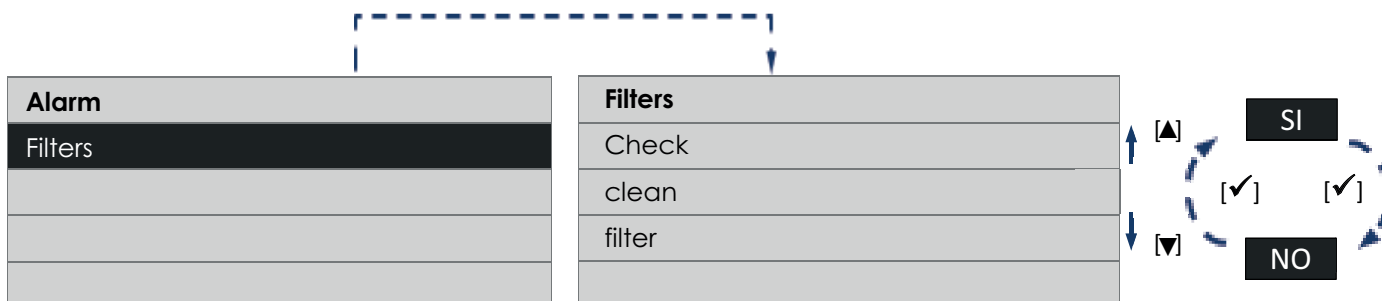 Alarm
Filters
Filters
Check
clean
filter
[▲]
[▼]
SI
[✔] [✔]
NO